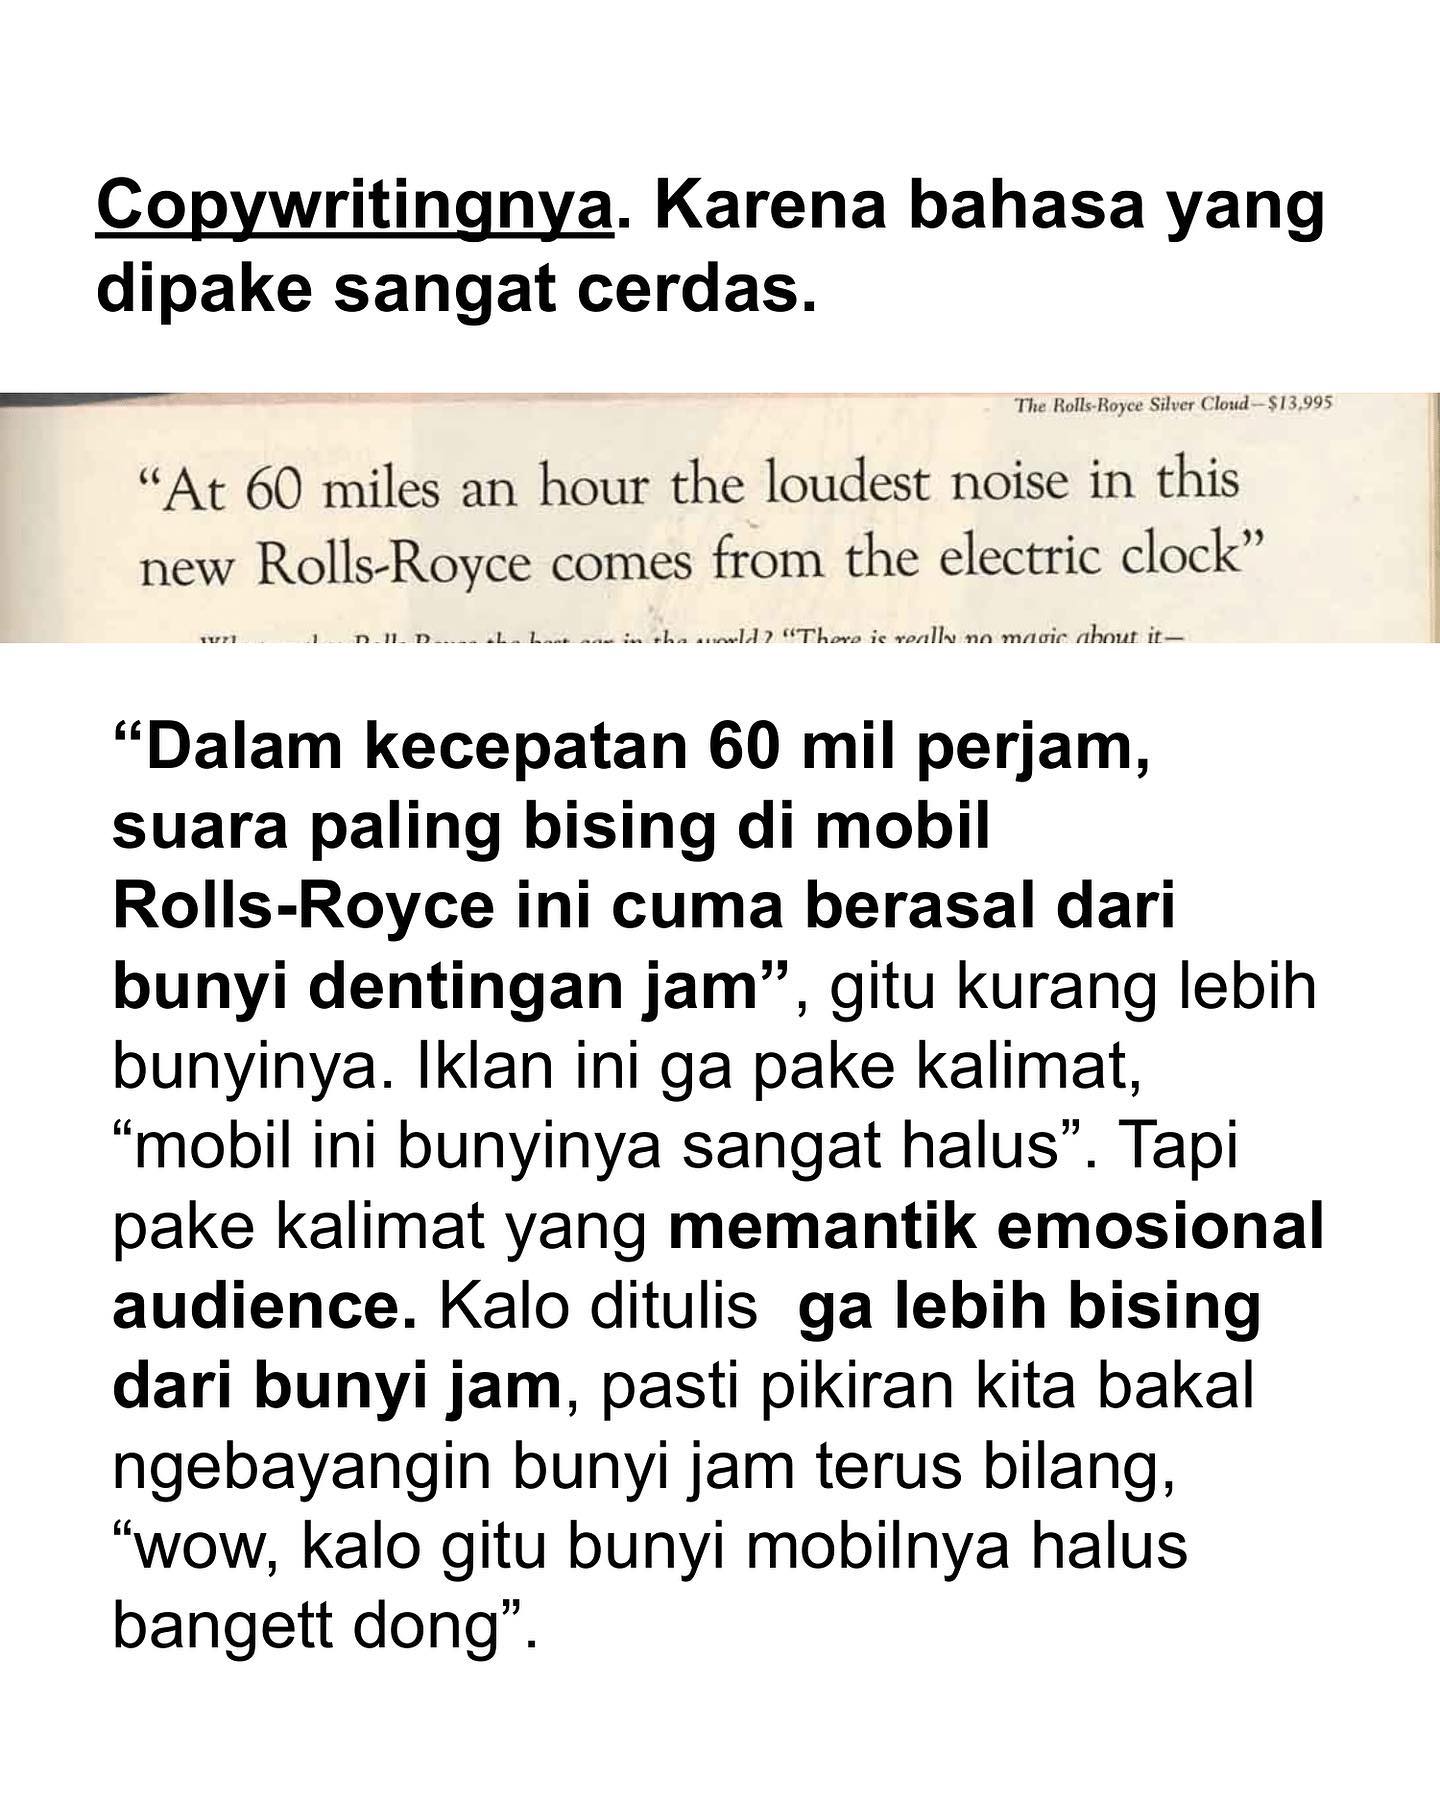 Copywritingnya. Karena bahasa yang
dipake sangat cerdas.
The Rolls-Royce Silver Cloud—$13,995
“At 60 miles an hour the loudest noise in this
new Rolls-Royce comes from the electric clock”
the best car in the world? “There is really no magic about it—
“Dalam kecepatan 60 mil perjam,
suara paling bising di mobil
Rolls-Royce ini cuma berasal dari
bunyi dentingan jam”, gitu kurang lebih
bunyinya. Iklan ini ga pake kalimat,
“mobil ini bunyinya sangat halus”. Tapi
pake kalimat yang memantik emosional
audience. Kalo ditulis ga lebih bising
dari bunyi jam, pasti pikiran kita bakal
ngebayangin bunyi jam terus bilang,
“wow, kalo gitu bunyi mobilnya halus
bangett dong”.